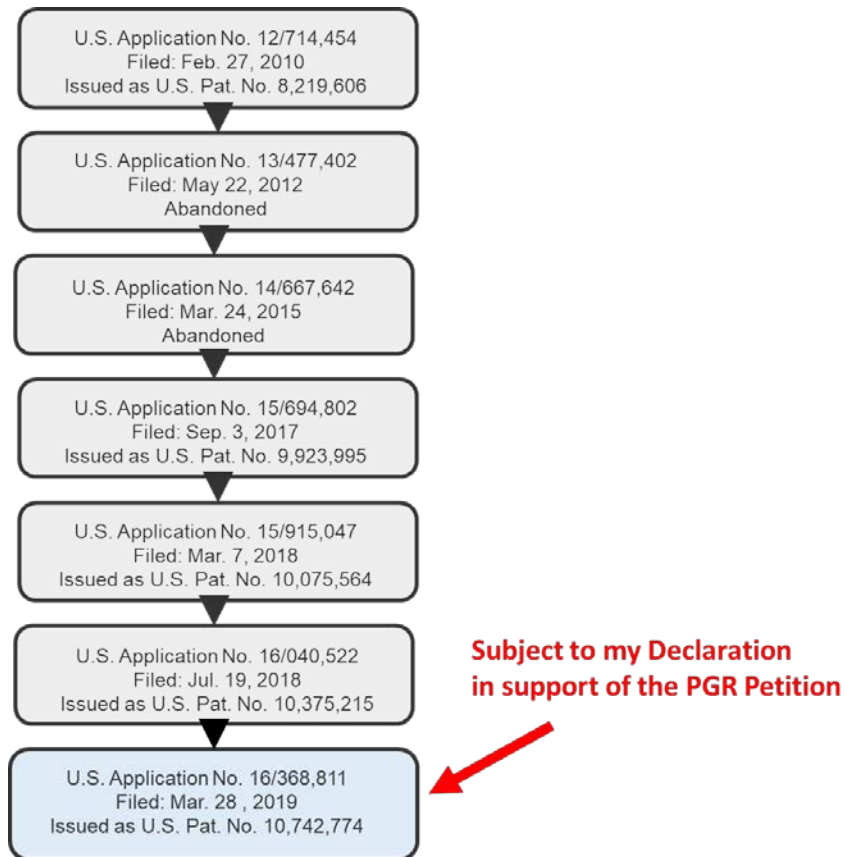 U.S. Application No. 12/714,454
Filed: Feb. 27, 2010
Issued as U.S. Pat. No. 8,219,606
U.S. Application No. 13/477,402
Filed: May 22, 2012
Abandoned
U.S. Application No. 14/667,642
Filed: Mar. 24, 2015
Abandoned
U.S. Application No. 15/694,802
Filed: Sep. 3, 2017
Issued as U.S. Pat. No. 9,923,995
U.S. Application No. 15/915,047
Filed: Mar. 7, 2018
Issued as U.S. Pat. No. 10,075,564
U.S. Application No. 16/040,522
Filed: Jul. 19, 2018
Issued as U.S. Pat. No. 10,375,215
Subject to my Declaration
in support of the PGR Petition
U.S. Application No. 16/368,811
Filed: Mar. 28 , 2019
Issued as U.S. Pat. No. 10,742,774